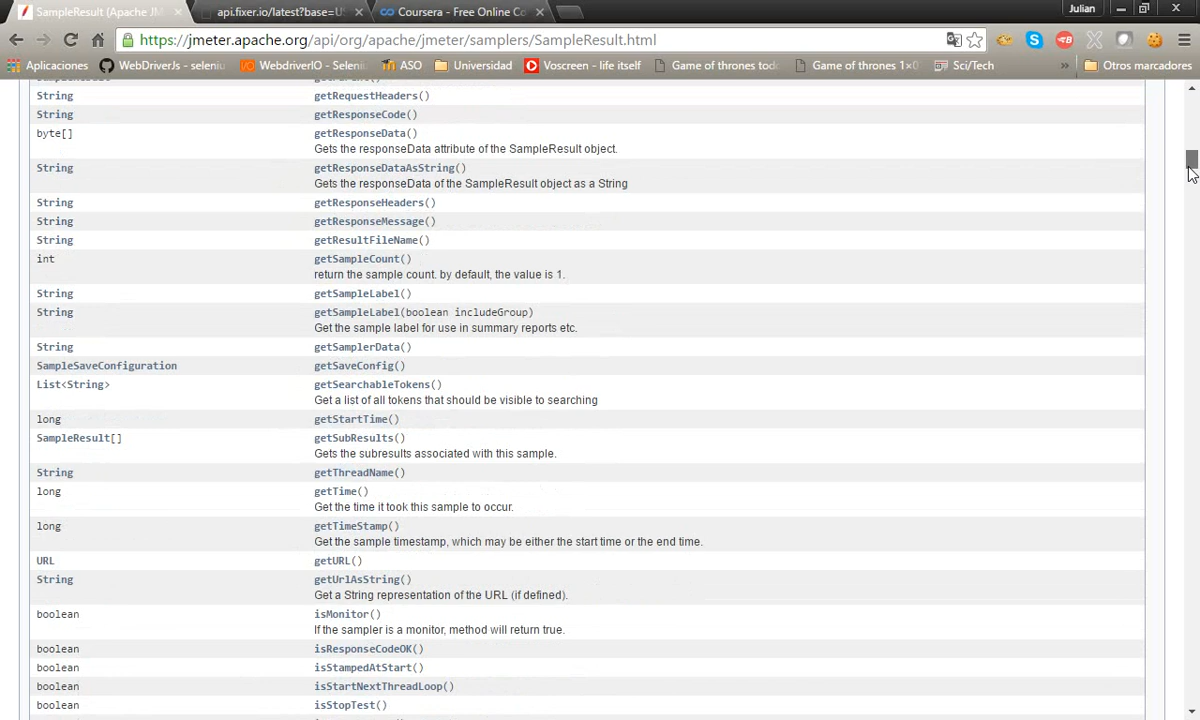 SampleResult (Apache JM
api.fixer.io/latest?base=US
Coursera - Free Online Co
Julian
https://jmeter.apache.org/api/org/apache/jmeter/samplers/SampleResult.html
Aplicaciones
WebDriverJs - seleniu
WebdriverIO - Seleni
ASO
Universidad
Voscreen - life itself
Game of thrones tod
Game of thrones 1×0
Sci/Tech
»
Otros marcadores
String getRequestHeaders()
String getResponseCode()
byte[] getResponseData()
Gets the responseData attribute of the SampleResult object.
String getResponseDataAsString()
Gets the responseData of the SampleResult object as a String
String getResponseHeaders()
String getResponseMessage()
String getResultFileName()
int getSampleCount()
return the sample count. by default, the value is 1.
String getSampleLabel()
String getSampleLabel(boolean includeGroup)
Get the sample label for use in summary reports etc.
String getSamplerData()
SampleSaveConfiguration getSaveConfig()
List<String> getSearchableTokens()
Get a list of all tokens that should be visible to searching
long getStartTime()
SampleResult[] getSubResults()
Gets the subresults associated with this sample.
String getThreadName()
long getTime()
Get the time it took this sample to occur.
long getTimeStamp()
Get the sample timestamp, which may be either the start time or the end time.
URL getURL()
String getUrlAsString()
Get a String representation of the URL (if defined).
boolean isMonitor()
If the sampler is a monitor, method will return true.
boolean isResponseCodeOK()
boolean isStampedAtStart()
boolean isStartNextThreadLoop()
boolean isStopTest()